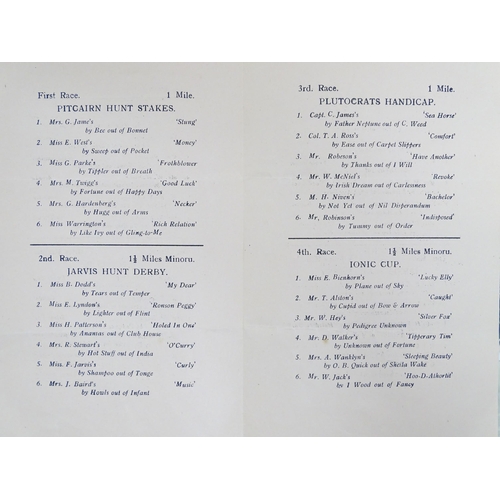 First Race. 1 Mile.
PITCAIRN HUNT STAKES.
1. Mrs. G. Jame's 'Stung'
by Bee out of Bonnet
2. Miss E. West's 'Money'
by Sweep out of Pocket
3. Miss G. Parke's 'Frothblower'
by Tippler out of Breath
4. Mrs. M. Twigg's 'Good Luck'
by Fortune out of Happy Days
5. Mrs. G. Hardenberg's 'Necker'
by Hugg out of Arms
6. Miss Warrington's 'Rich Relation'
by Like Ivy out of Cling-to-Me
2nd. Race. 1½ Miles Minoru.
JARVIS HUNT DERBY.
1. Miss B. Dodd's 'My Dear'
by Tears out of Temper
2. Miss E. Lyndon's 'Ronson Peggy'
by Lighter out of Flint
3. Miss H. Patterson's 'Holed In One'
by Ananias out of Club House
4. Mrs. R. Stewart's 'O'Curry'
by Hot Stuff out of India
5. Miss. F. Jarvis's 'Curly'
by Shampoo out of Tongs
6. Mrs. J. Baird's 'Music'
by Howls out of Infant
3rd. Race. 1 Mile.
PLUTOCRATS HANDICAP.
1. Capt. C. James's 'Sea Horse'
by Father Neptune out of C. Weed
2. Col. T. A. Ross's 'Comfort'
by Ease out of Carpet Slippers
3. Mr. Robeson's 'Have Another'
by Thanks out of I Will
4. Mr. W. McNiel's 'Revoke'
by Irish Dream out of Carlessness
5. M. H. Niven's 'Bachelor'
by Not Yet out of Nil Disperandum
6. Mr, Robinson's 'Indisposed'
by Tummy out of Order
4th. Race. 1½ Miles Minoru.
IONIC CUP.
1. Miss E. Bienhorn's 'Lucky Elly'
by Plane out of Sky
2. Mr. T. Alston's 'Caught'
by Cupid out of Bow & Arrow
3. Mr. W. Hey's 'Silver Fox'
by Pedigree Unknown
4. Mr. D. Walker's 'Tipperary Tim'
by Unknown out of Fortune
5. Mrs. A. Wanklyn's 'Sleeping Beauty'
by O. B. Quick out of Sheila Wake
6. Mr. W. Jack's 'Hoo-D-Athorlit'
by I Wood out of Fancy